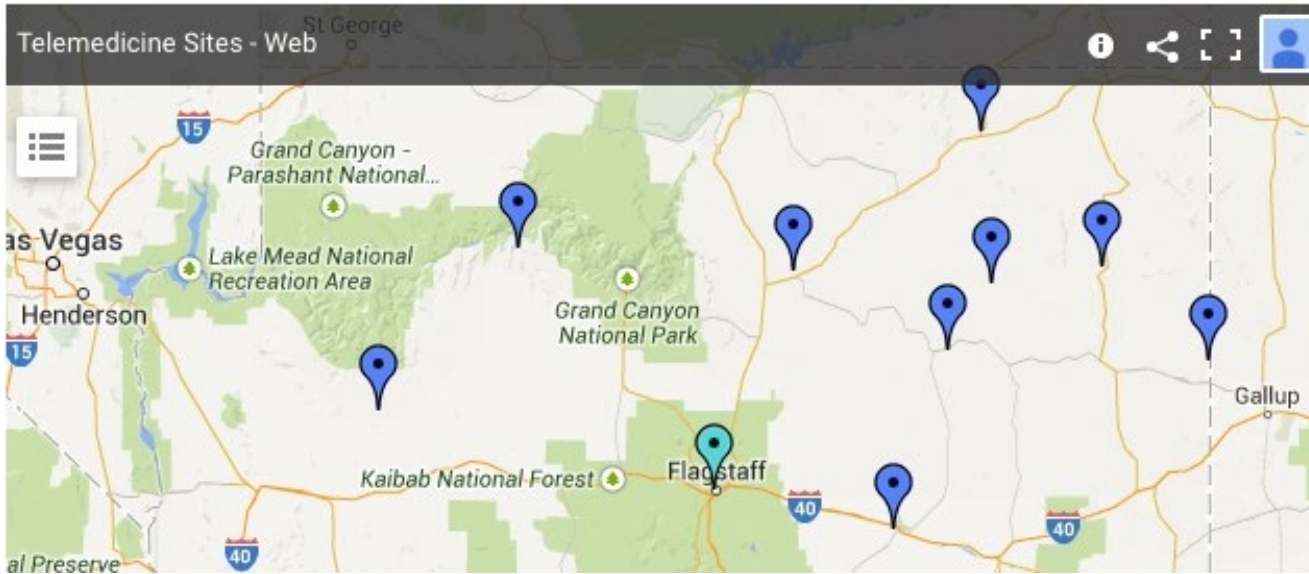 St George
Telemedicine Sites - Web
15
Grand Canyon -
Parashant National...
as Vegas
Lake Mead National
Recreation Area
Henderson
Grand Canyon
National Park
15
Gallup
Kaibab National Forest
Flagstaff
40
40
40
al Preserve